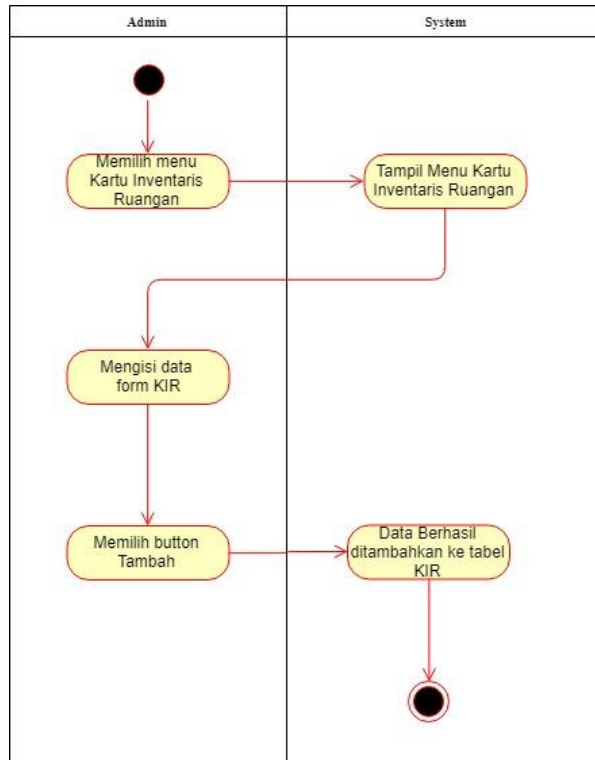 Admin
System
Memilih menu
Kartu Inventaris
Ruangan
Tampil Menu Kartu
Inventaris Ruangan
Mengisi data
form KIR
Memilih button
Tambah
Data Berhasil
ditambahkan ke tabel
KIR